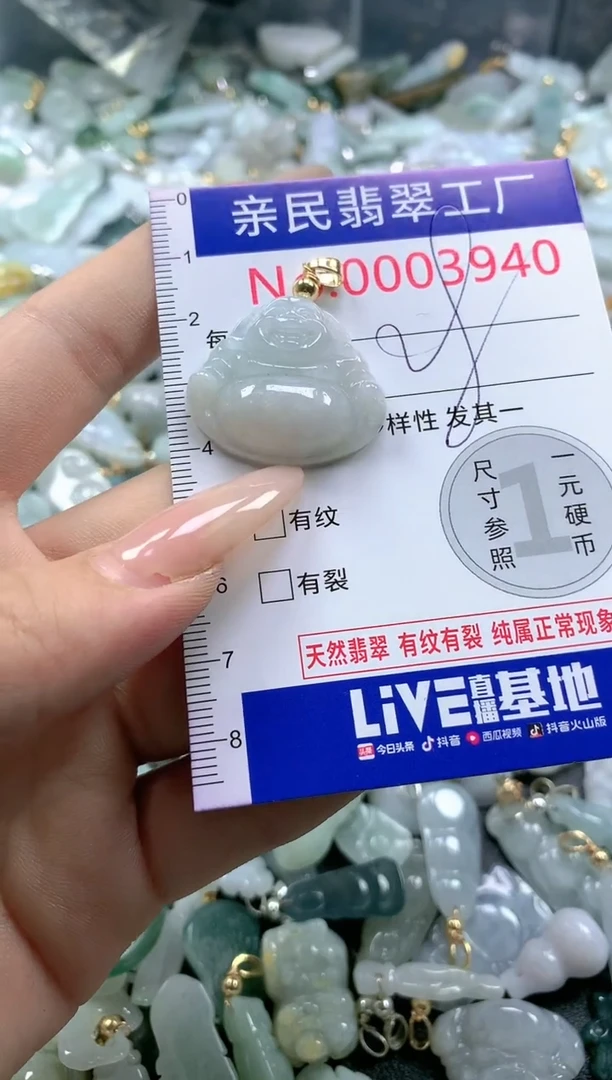 0
亲民翡翠工厂
1
No.0003940
2
每
样性 发其一
4
尺寸参照
1
一元硬币
有纹
6
有裂
天然翡翠 有纹有裂 纯属正常现象
7
LiVE直播基地
8
头条 今日头条 抖音 西瓜视频 抖音火山版